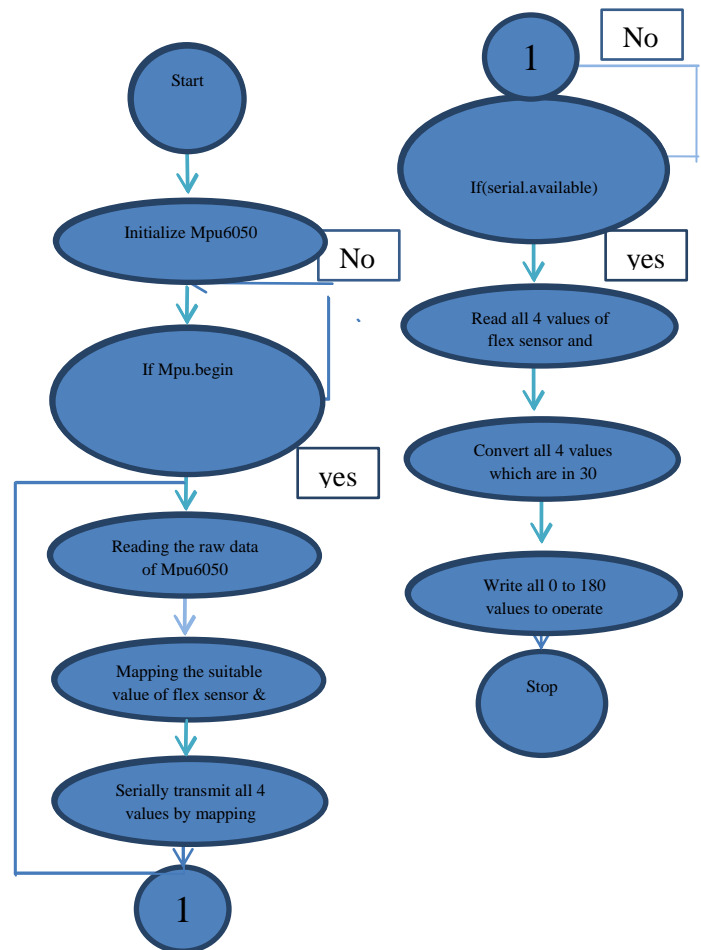 Start
Initialize Mpu6050
No
If Mpu.begin
yes
Reading the raw data
of Mpu6050
Mapping the suitable
value of flex sensor &
Serially transmit all 4
values by mapping
1
1
No
If(serial.available)
yes
Read all 4 values of
flex sensor and
Convert all 4 values
which are in 30
Write all 0 to 180
values to operate
Stop